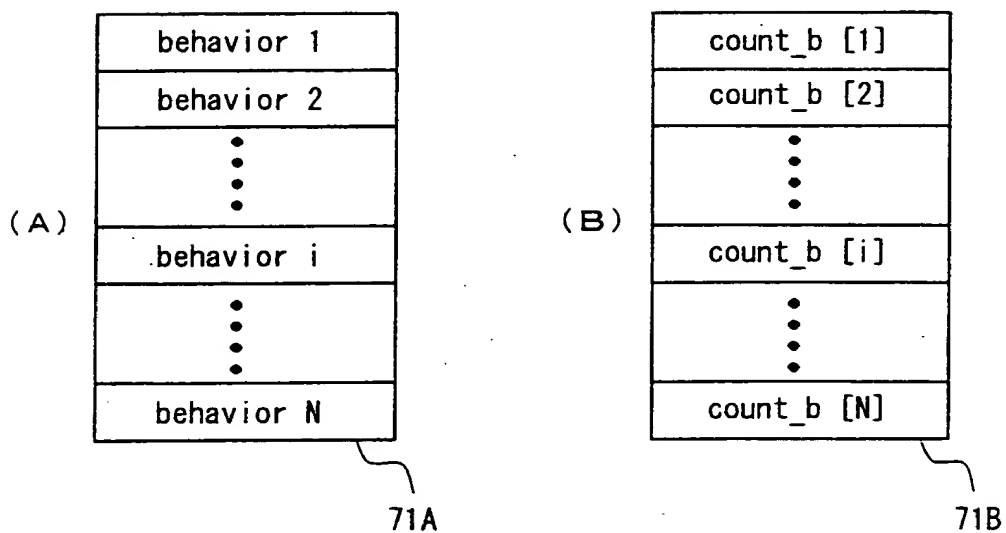 (A)
behavior 1
behavior 2
behavior i
behavior N
71A
(B)
count_b [1]
count_b [2]
count_b [i]
count_b [N]
71B